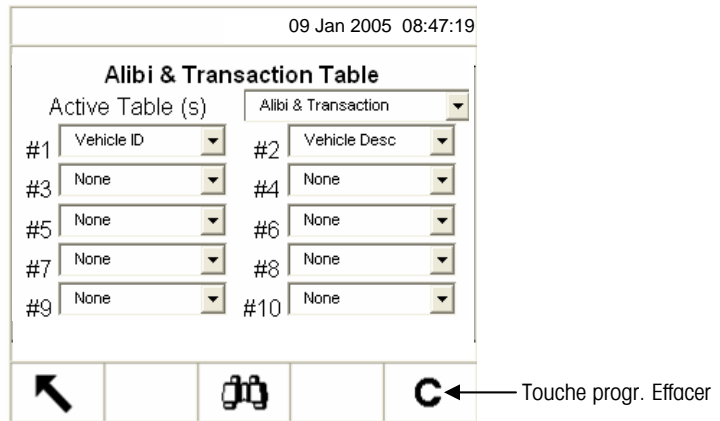 09 Jan 2005 08:47:19
Alibi & Transaction Table
Active Table (s) Alibi & Transaction
#1 Vehicle ID #2 Vehicle Desc
#3 None #4 None
#5 None #6 None
#7 None #8 None
#9 None #10 None
C Touche progr. Effacer